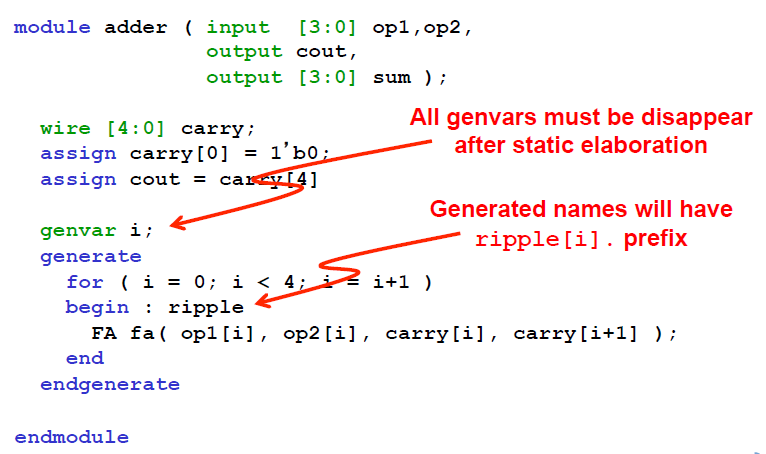 module adder ( input [3:0] op1,op2,
output cout,
output [3:0] sum );
wire [4:0] carry;
assign carry[0] = 1’b0;
assign cout = carry[4]
All genvars must be disappear
after static elaboration
genvar i;
generate
for ( i = 0; i < 4; i = i+1 )
begin : ripple
FA fa( op1[i], op2[i], carry[i], carry[i+1] );
end
endgenerate
Generated names will have
ripple[i]. prefix
endmodule